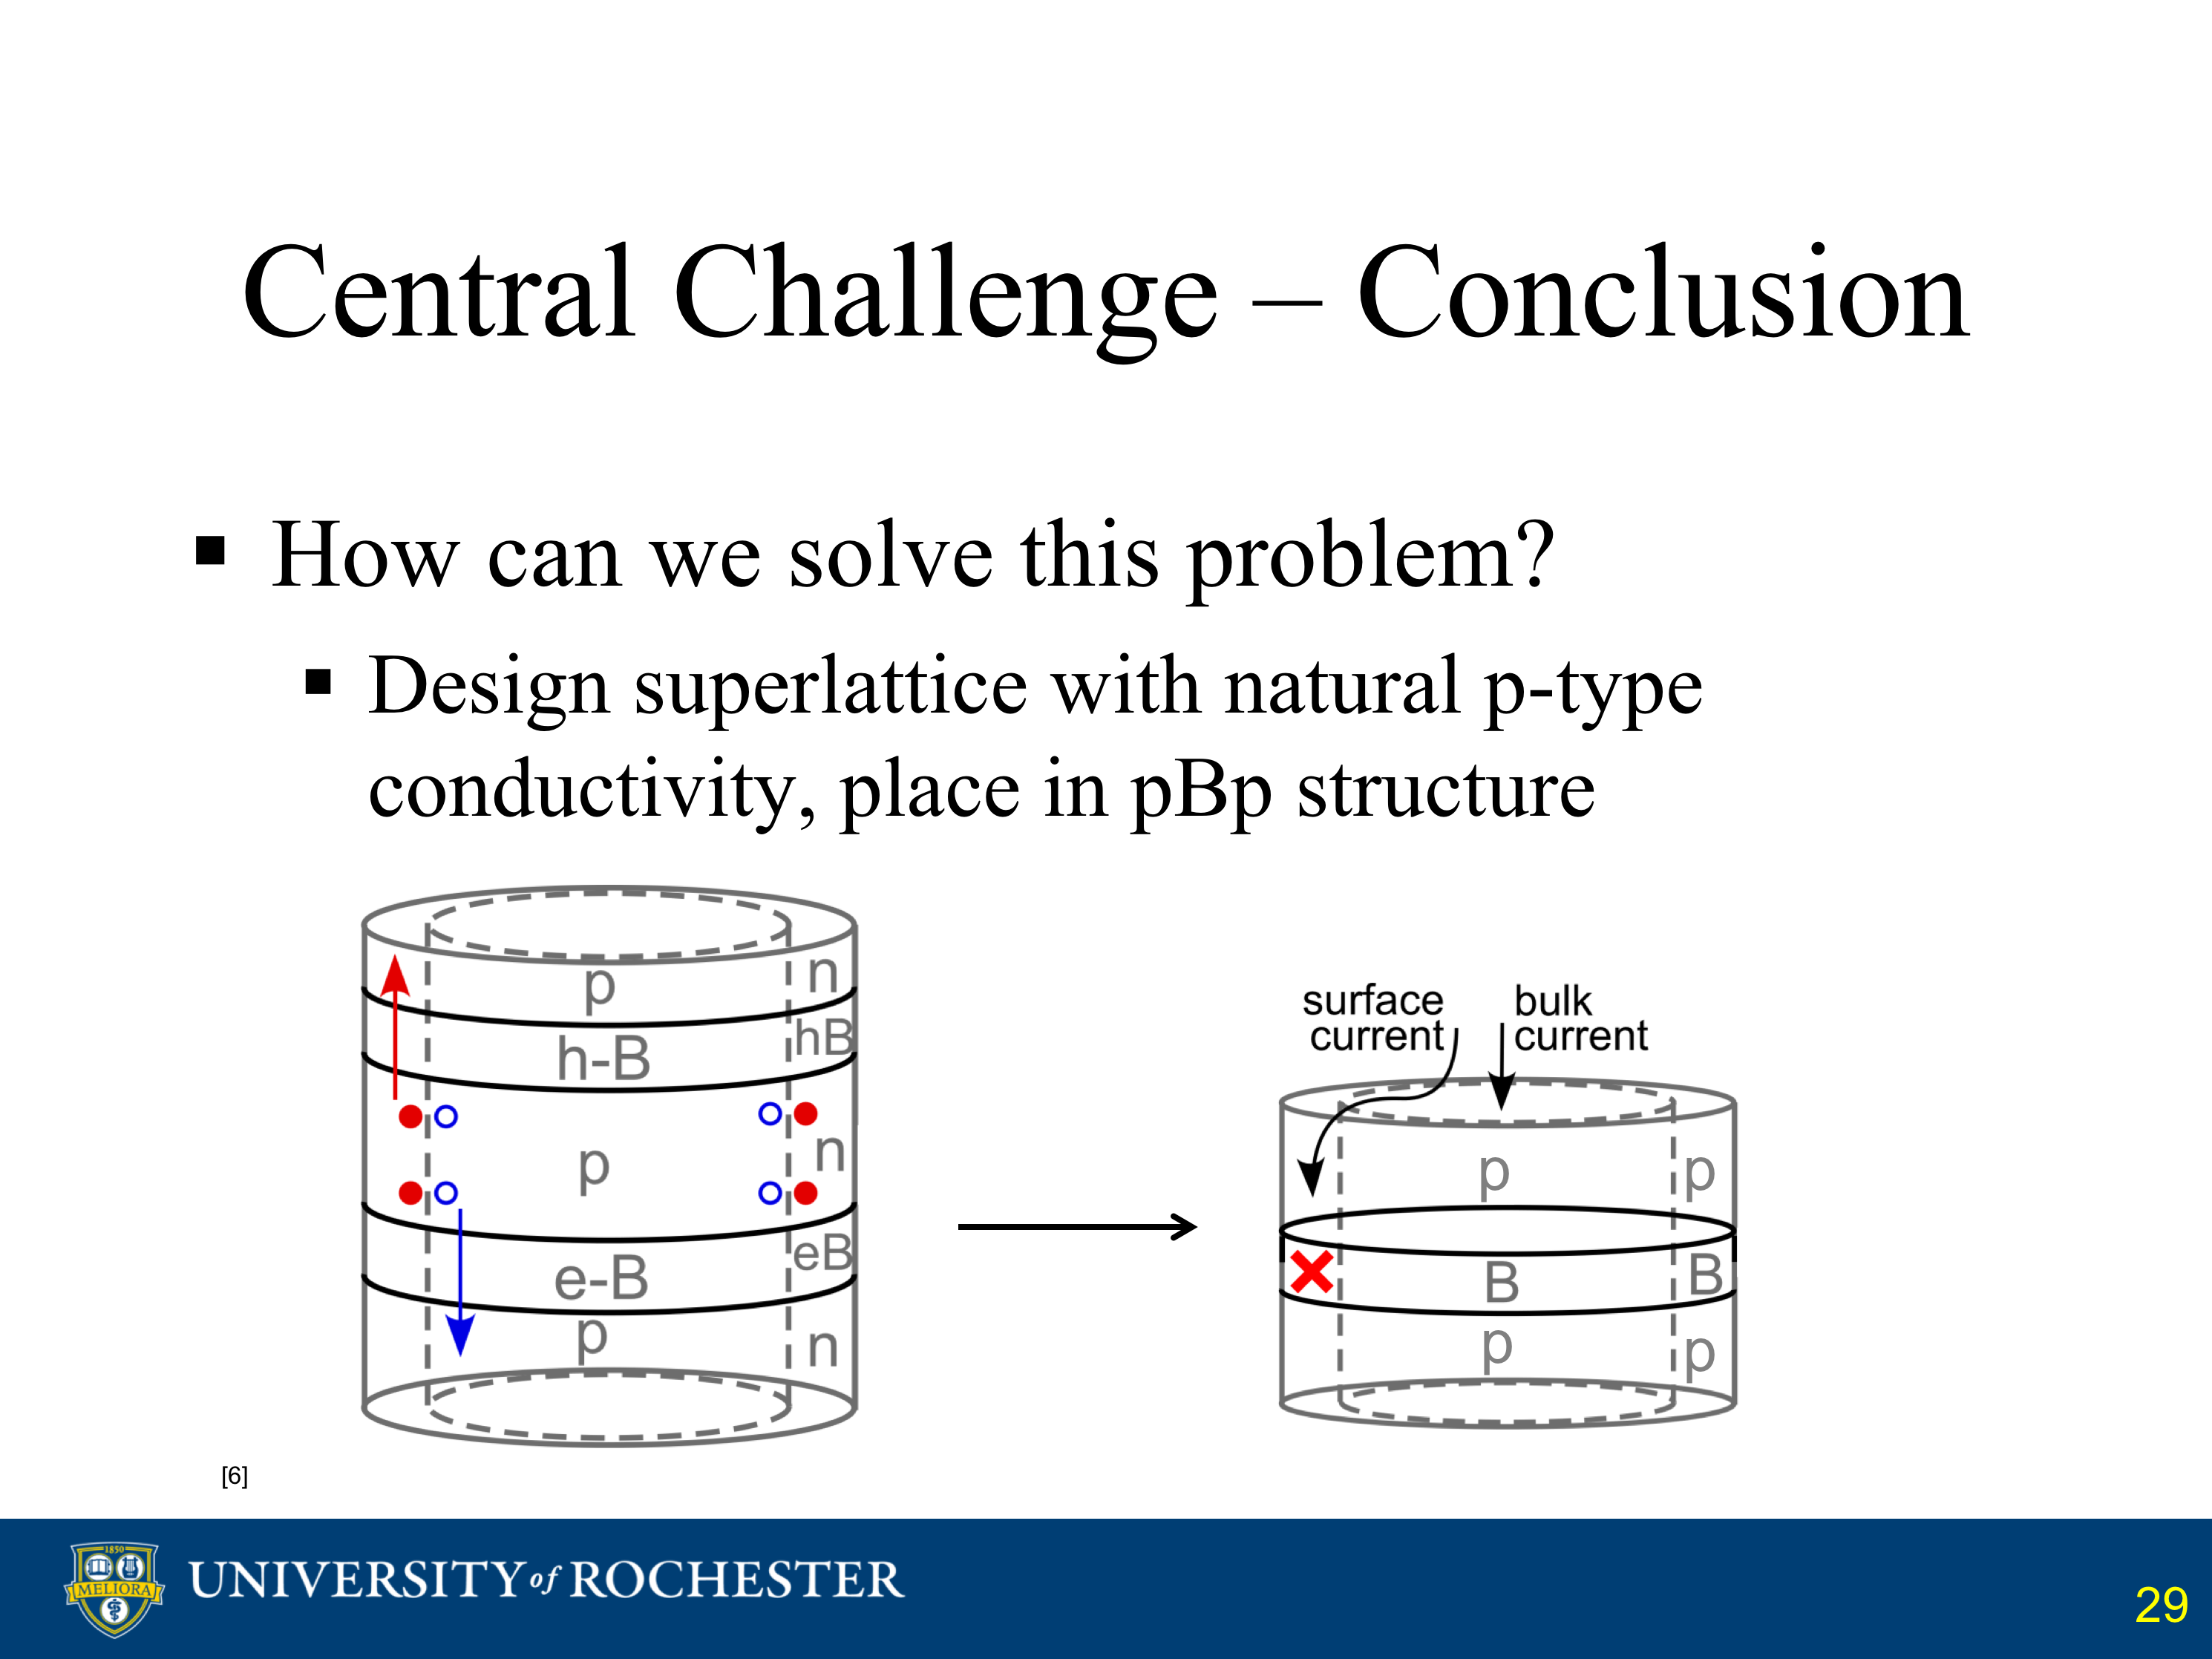 Central Challenge – Conclusion
▪ How can we solve this problem?
▪ Design superlattice with natural p-type
conductivity, place in pBp structure
p n
h-B hB
p n
e-B eB
p n
surface bulk
current current
p p
B B
p p
[6]
1850
MELIORA
UNIVERSITY of ROCHESTER
29